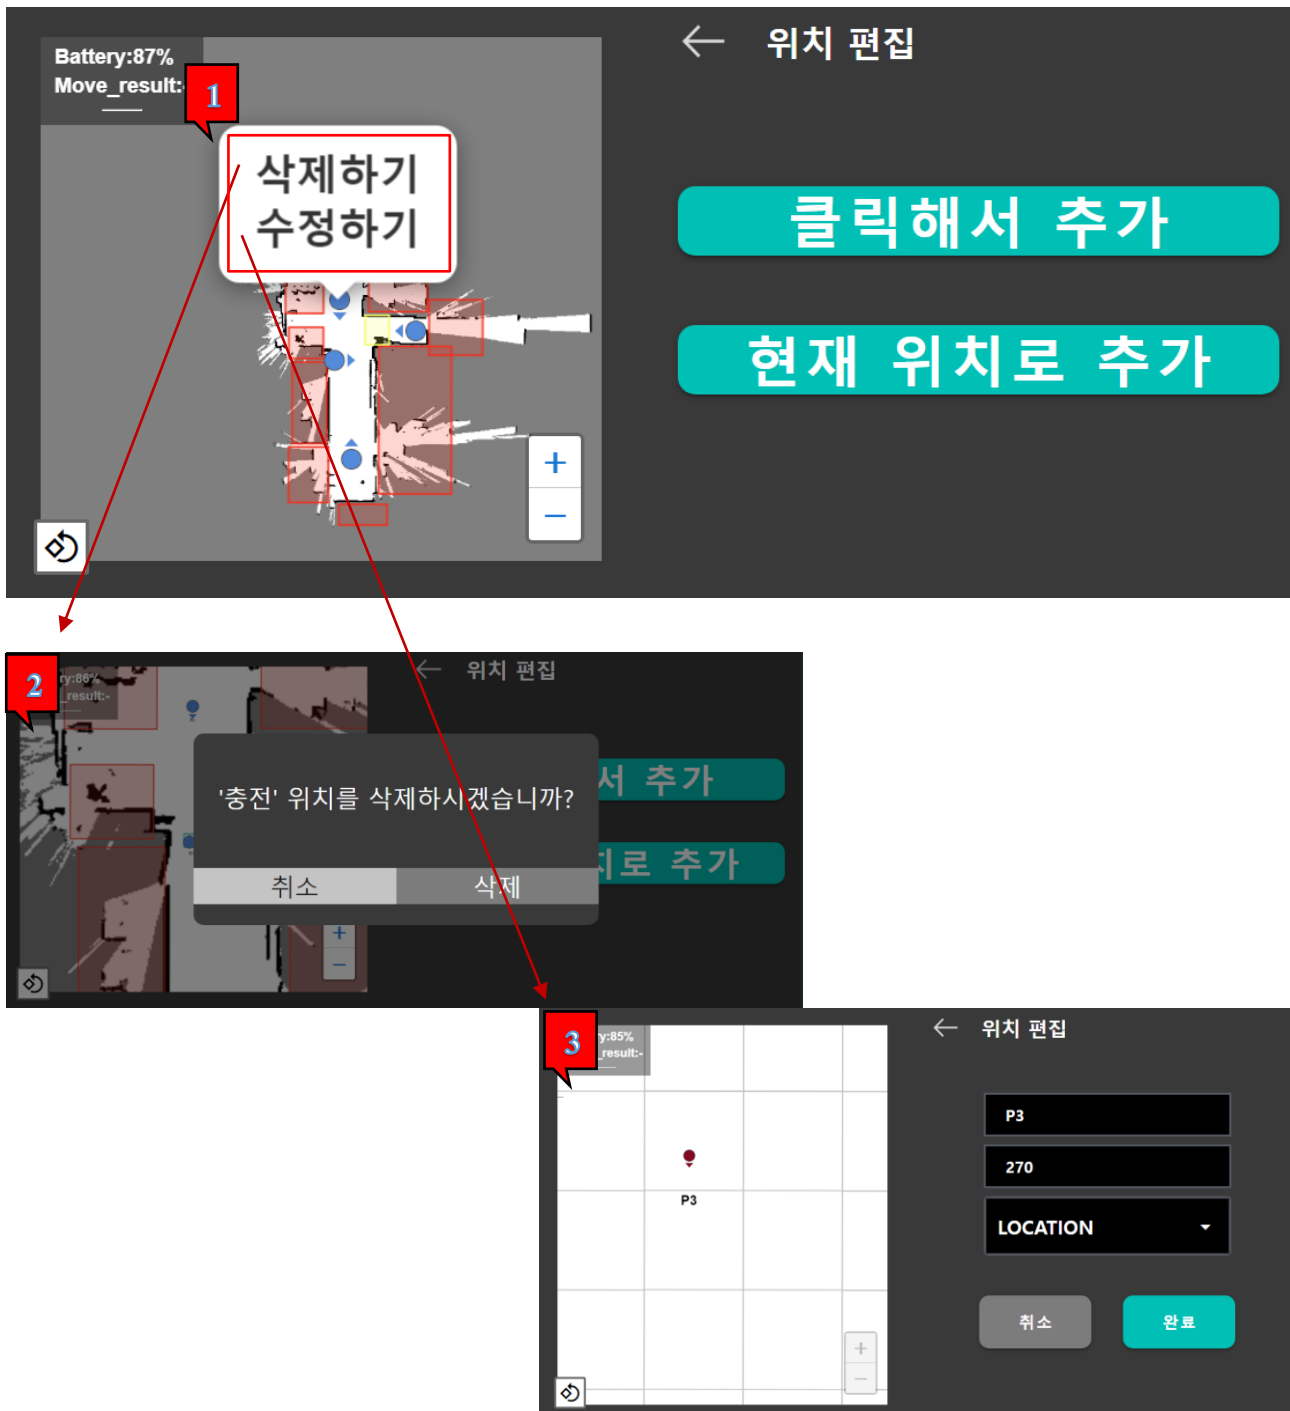 Battery:87%
Move_result:-
1
삭제하기
수정하기
+
−
← 위치 편집
클릭해서 추가
현재 위치로 추가
2
ry:86%
result:-
← 위치 편집
서 추가
치로 추가
'충전' 위치를 삭제하시겠습니까?
취소
삭제
+
−
3
y:85%
_result:-
P3
+
−
← 위치 편집
P3
270
LOCATION
취소
완료